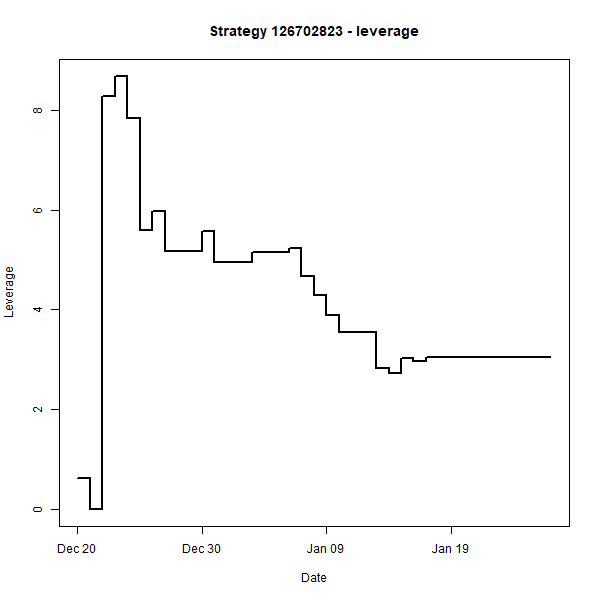 Strategy 126702823 - leverage
Leverage
8
6
4
2
0
Dec 20
Dec 30
Jan 09
Jan 19
Date